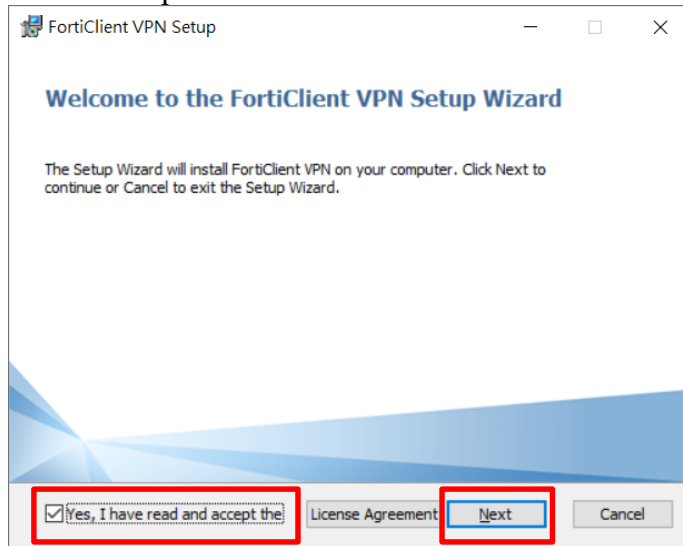 FortiClient VPN Setup
Welcome to the FortiClient VPN Setup Wizard
The Setup Wizard will install FortiClient VPN on your computer. Click Next to
continue or Cancel to exit the Setup Wizard.
Yes, I have read and accept the License Agreement Next Cancel